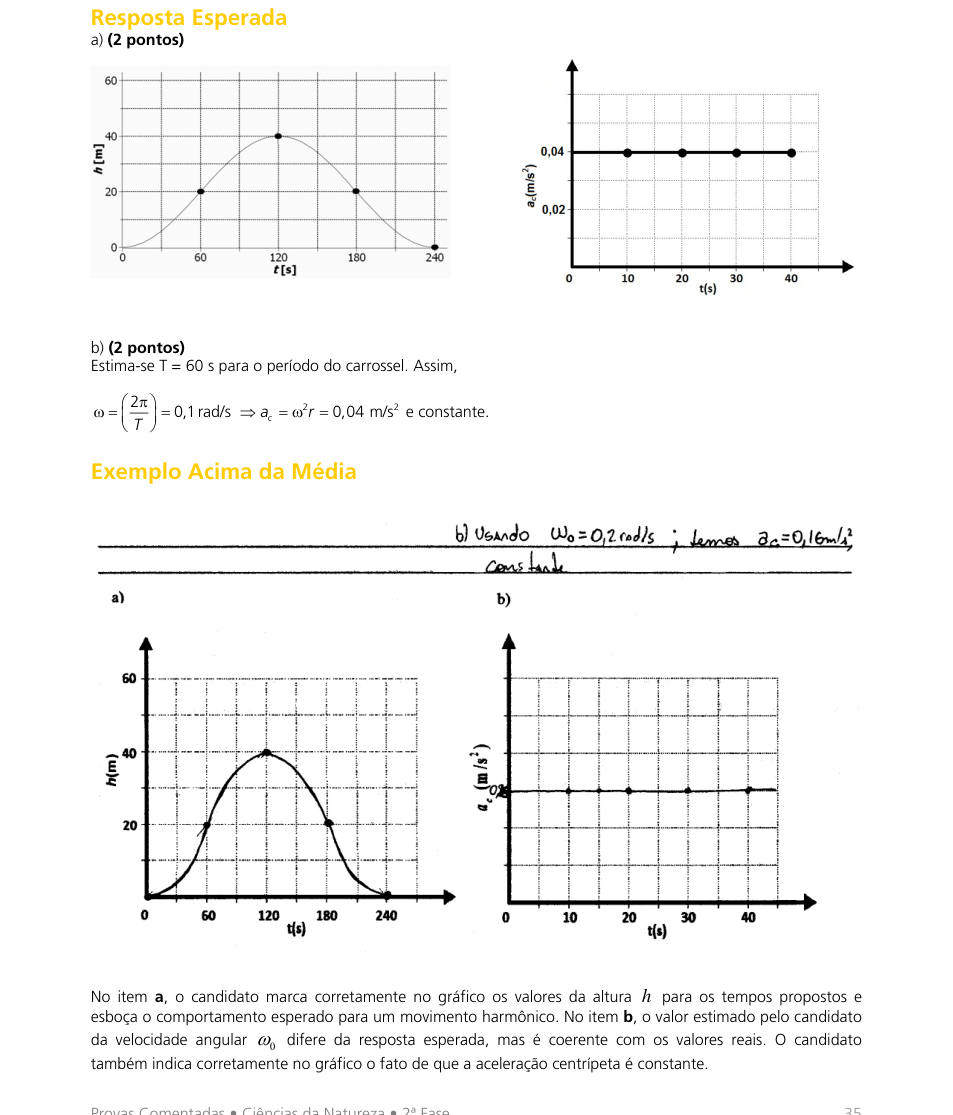 Resposta Esperada
a) (2 pontos)
60
40
20
0
h [m]
0 60 120 180 240
t [s]
0,04
0,02
a꜀(m/s²)
0 10 20 30 40
t(s)
b) (2 pontos)
Estima-se T = 60 s para o período do carrossel. Assim,
ω = (2π/T) = 0,1 rad/s ⇒ a꜀ = ω²r = 0,04 m/s² e constante.
Exemplo Acima da Média
b) Usando ω₀ = 0,2 rad/s ; temos a꜀ = 0,16 m/s²,
constante
a)
b)
60
40
20
h(m)
0 60 120 180 240
t(s)
a꜀ (m/s²)
0 10 20 30 40
t(s)
No item a, o candidato marca corretamente no gráfico os valores da altura h para os tempos propostos e
esboça o comportamento esperado para um movimento harmônico. No item b, o valor estimado pelo candidato
da velocidade angular ω₀ difere da resposta esperada, mas é coerente com os valores reais. O candidato
também indica corretamente no gráfico o fato de que a aceleração centrípeta é constante.
Provas Comentadas • Ciências da Natureza • 2ª Fase 35